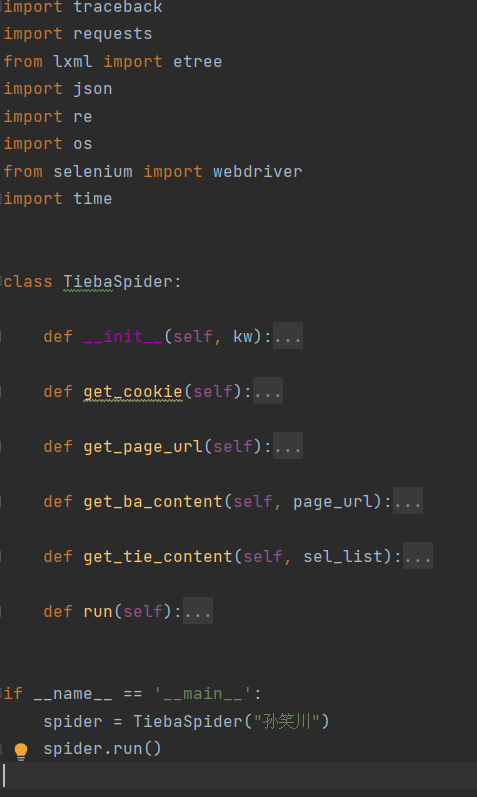 import traceback
import requests
from lxml import etree
import json
import re
import os
from selenium import webdriver
import time
class TiebaSpider:
    def __init__(self, kw):...
    def get_cookie(self):...
    def get_page_url(self):...
    def get_ba_content(self, page_url):...
    def get_tie_content(self, sel_list):...
    def run(self):...
if __name__ == '__main__':
    spider = TiebaSpider("孙笑川")
    spider.run()